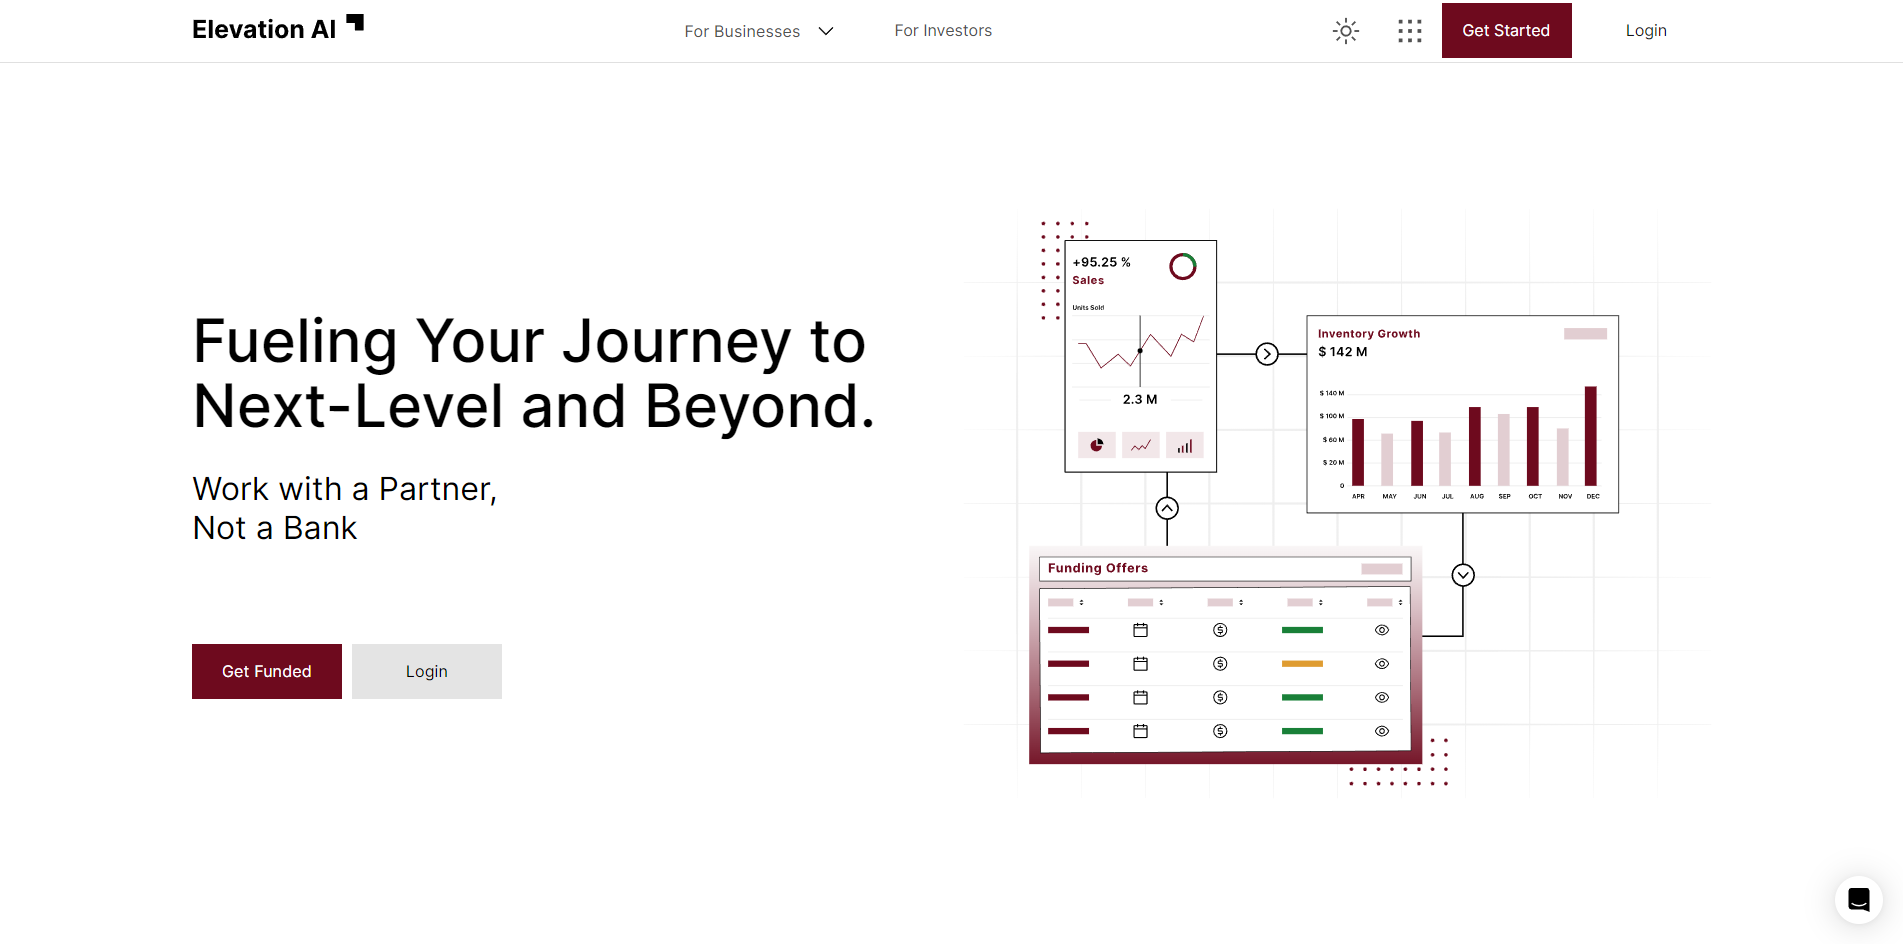 Elevation AI
For Businesses
For Investors
Get Started
Login
Fueling Your Journey to
Next-Level and Beyond.
Work with a Partner,
Not a Bank
Get Funded
Login
+95.25 %
Sales
Units Sold
2.3 M
Inventory Growth
$ 142 M
$ 140 M
$ 100 M
$ 60 M
$ 20 M
0
APR MAY JUN JUL AUG SEP OCT NOV DEC
Funding Offers